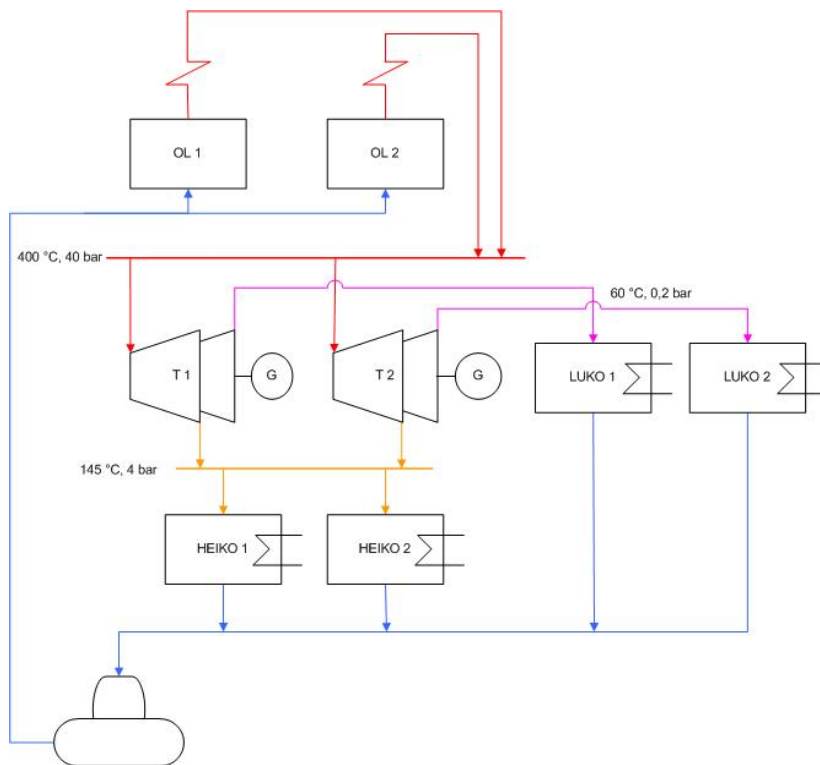 OL 1
OL 2
400 °C, 40 bar
60 °C, 0,2 bar
T 1
G
T 2
G
LUKO 1
LUKO 2
145 °C, 4 bar
HEIKO 1
HEIKO 2